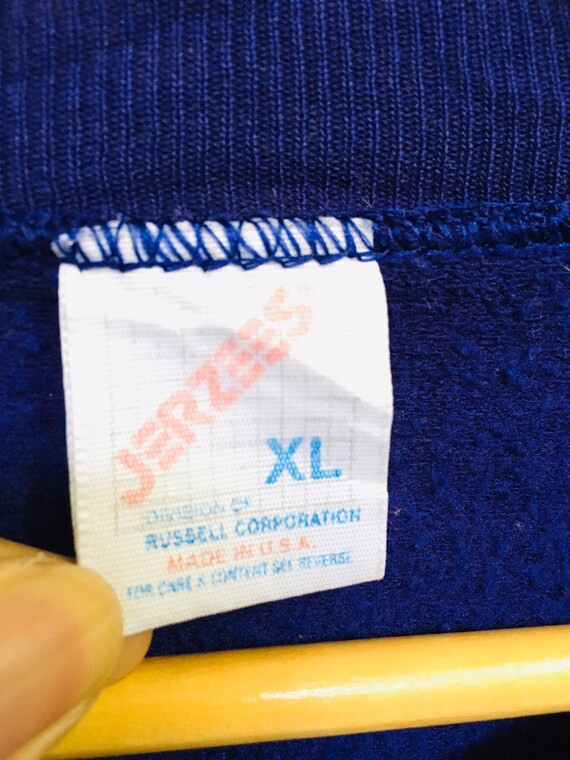 JERZEES
XL
DIVISION OF
RUSSELL CORPORATION
MADE IN U.S.A.
FOR CARE & CONTENT SEE REVERSE